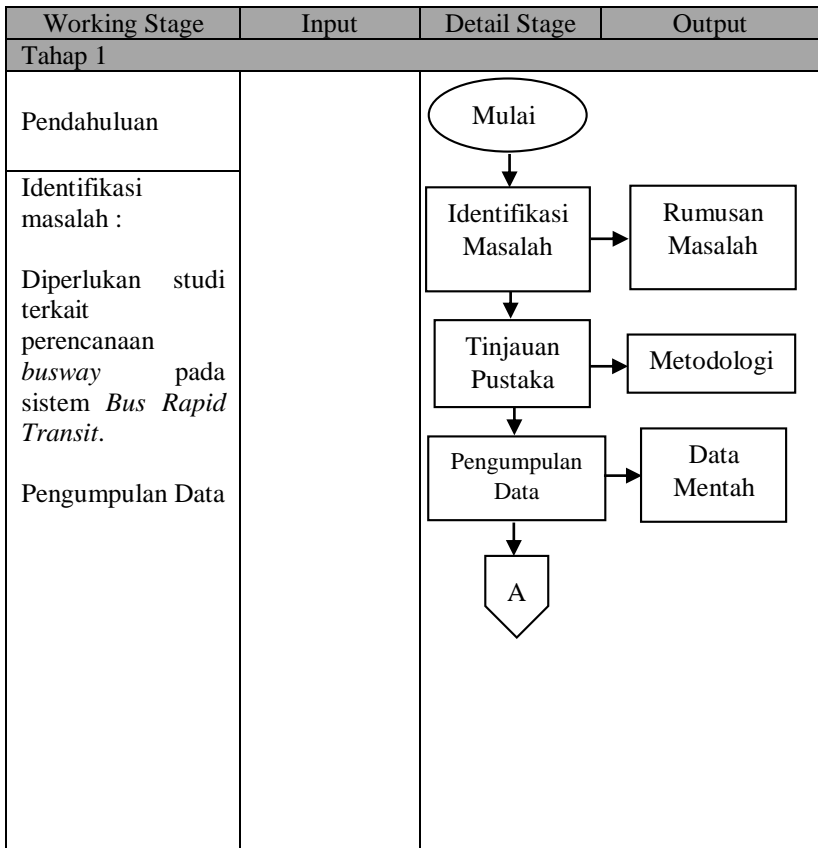 Working Stage Input Detail Stage Output
Tahap 1
Pendahuluan
Mulai
Identifikasi
masalah :
Diperlukan studi
terkait
perencanaan
busway pada
sistem Bus Rapid
Transit.
Pengumpulan Data
Identifikasi
Masalah
Rumusan
Masalah
Tinjauan
Pustaka
Metodologi
Pengumpulan
Data
Data
Mentah
A